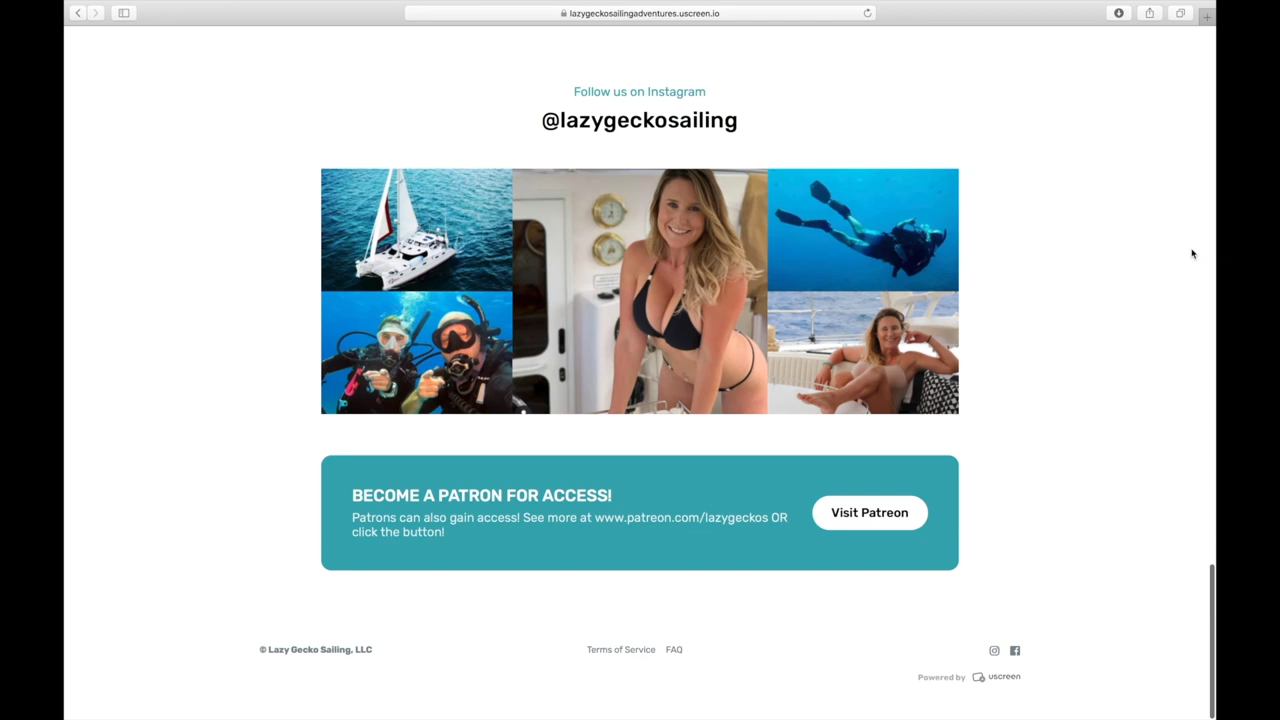 lazygeckosailingadventures.uscreen.io
Follow us on Instagram
@lazygeckosailing
BECOME A PATRON FOR ACCESS!
Patrons can also gain access! See more at www.patreon.com/lazygeckos OR
click the button!
Visit Patreon
© Lazy Gecko Sailing, LLC
Terms of Service FAQ
Powered by uscreen